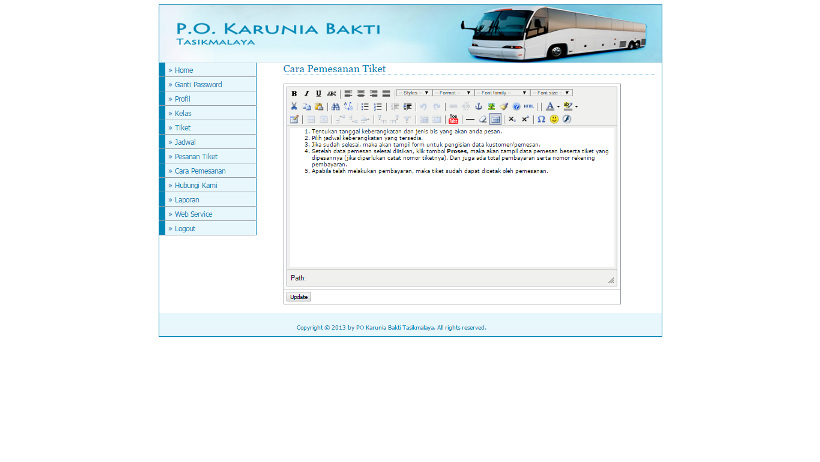 P.O. KARUNIA BAKTI
TASIKMALAYA
» Home
» Ganti Password
» Profil
» Kelas
» Tiket
» Jadwal
» Pesanan Tiket
» Cara Pemesanan
» Hubungi Kami
» Laporan
» Web Service
» Logout
Cara Pemesanan Tiket
B I U ABC -- Styles -- -- Format -- -- Font family -- -- Font size --
HTML A ab
x₂ x² Ω
1. Tentukan tanggal keberangkatan dan jenis bis yang akan anda pesan.
2. Pilih jadwal keberangkatan yang tersedia.
3. Jika sudah selesai, maka akan tampil form untuk pengisian data kustomer/pemesan.
4. Setelah data pemesan selesai diisikan, klik tombol Proses, maka akan tampil data pemesan beserta tiket yang
dipesannya (jika diperlukan catat nomor tiketnya). Dan juga ada total pembayaran serta nomor rekening
pembayaran.
5. Apabila telah melakukan pembayaran, maka tiket sudah dapat dicetak oleh pemesan.
Path:
Update
Copyright © 2013 by PO Karunia Bakti Tasikmalaya. All rights reserved.